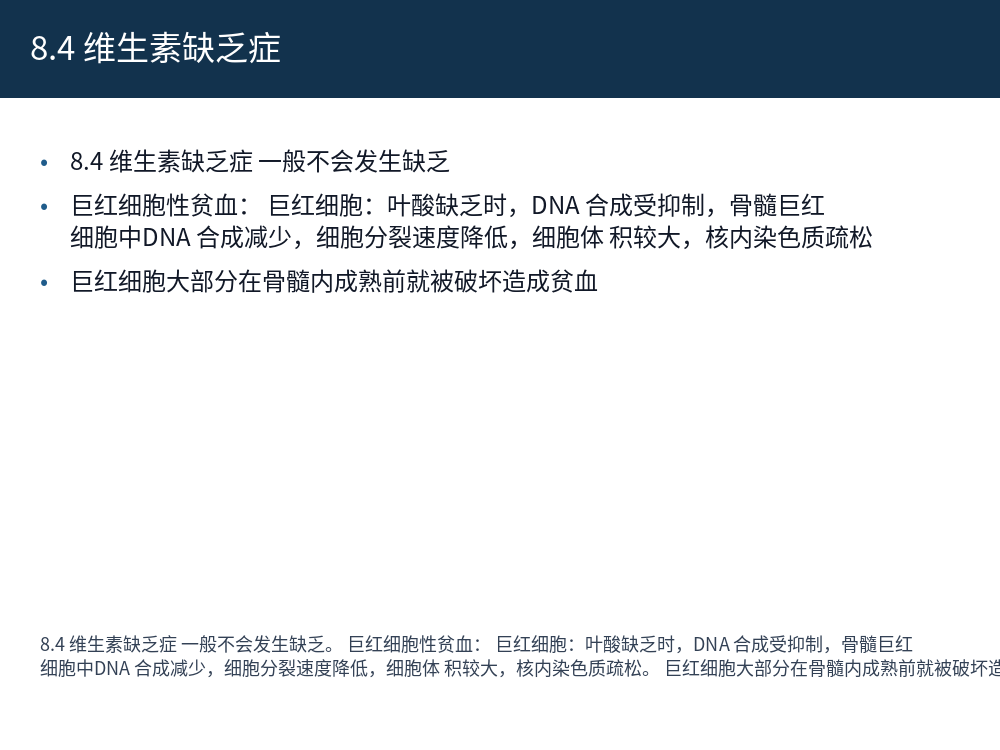 8.4 维生素缺乏症
• 8.4 维生素缺乏症 一般不会发生缺乏
• 巨红细胞性贫血： 巨红细胞：叶酸缺乏时，DNA 合成受抑制，骨髓巨红
细胞中DNA 合成减少，细胞分裂速度降低，细胞体 积较大，核内染色质疏松
• 巨红细胞大部分在骨髓内成熟前就被破坏造成贫血
8.4 维生素缺乏症 一般不会发生缺乏。 巨红细胞性贫血： 巨红细胞：叶酸缺乏时，DNA 合成受抑制，骨髓巨红
细胞中DNA 合成减少，细胞分裂速度降低，细胞体 积较大，核内染色质疏松。 巨红细胞大部分在骨髓内成熟前就被破坏造